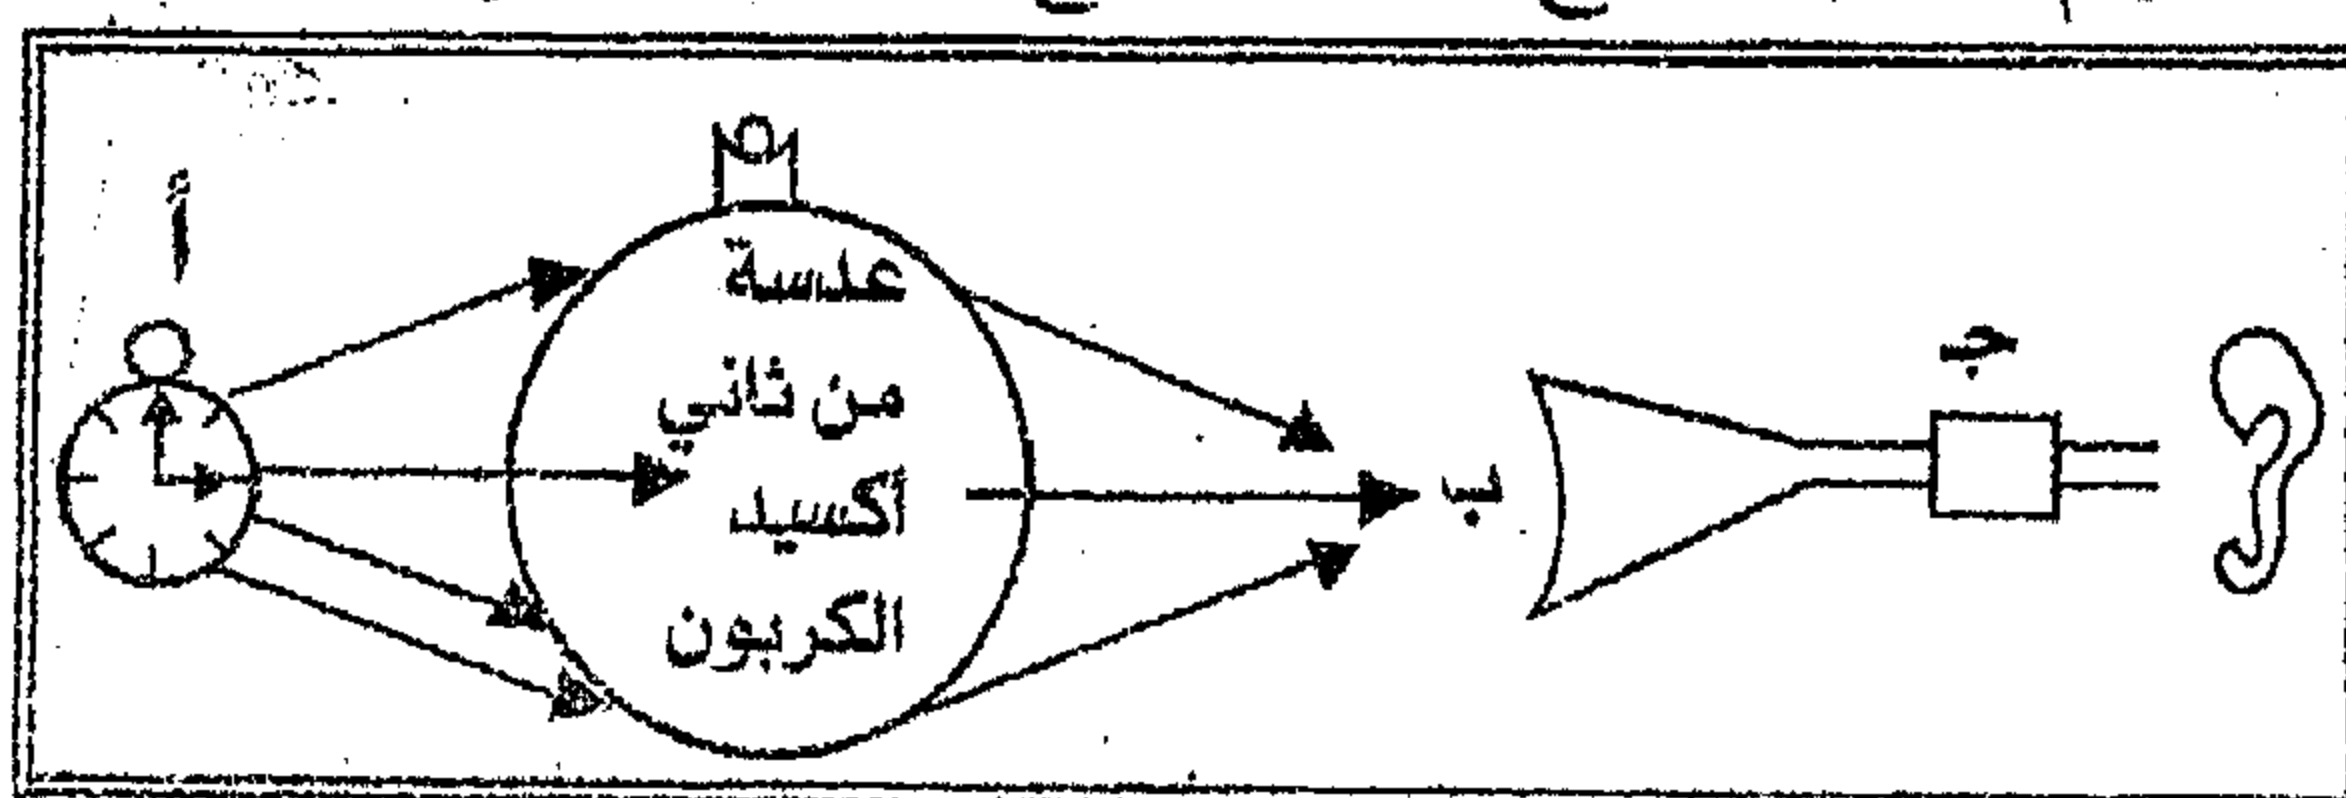 أ
عدسة
من ثاني
أكسيد
الكربون
ب
جـ